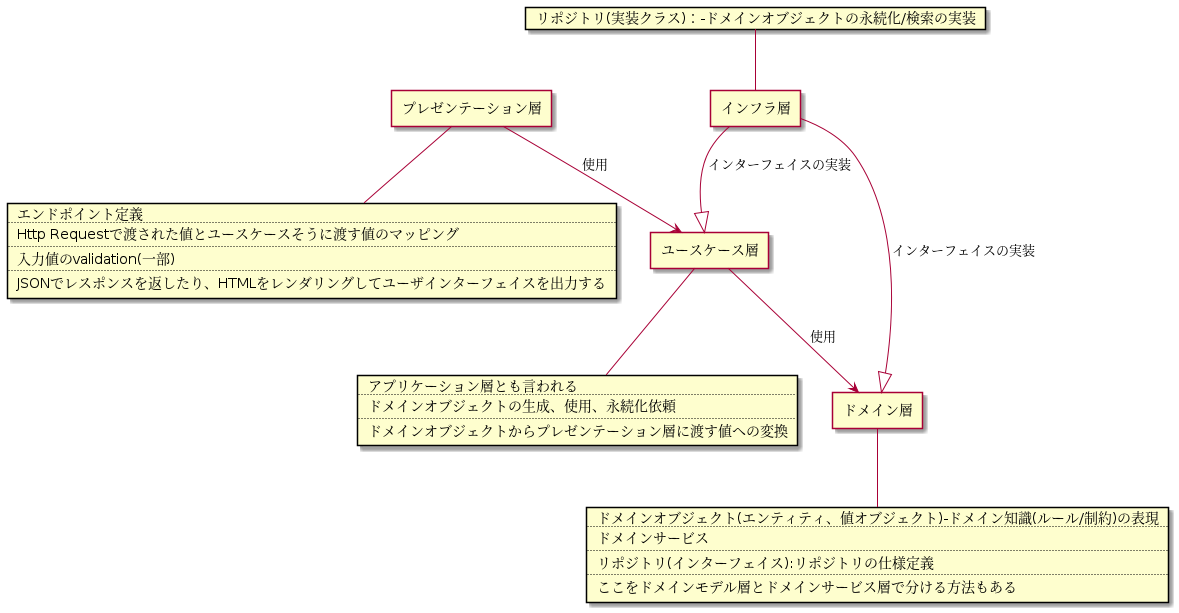 リポジトリ(実装クラス)：-ドメインオブジェクトの永続化/検索の実装
プレゼンテーション層
インフラ層
使用
インターフェイスの実装
エンドポイント定義
Http Requestで渡された値とユースケースそうに渡す値のマッピング
入力値のvalidation(一部)
JSONでレスポンスを返したり、HTMLをレンダリングしてユーザインターフェイスを出力する
ユースケース層
インターフェイスの実装
使用
アプリケーション層とも言われる
ドメインオブジェクトの生成、使用、永続化依頼
ドメインオブジェクトからプレゼンテーション層に渡す値への変換
ドメイン層
ドメインオブジェクト(エンティティ、値オブジェクト)-ドメイン知識(ルール/制約)の表現
ドメインサービス
リポジトリ(インターフェイス):リポジトリの仕様定義
ここをドメインモデル層とドメインサービス層で分ける方法もある